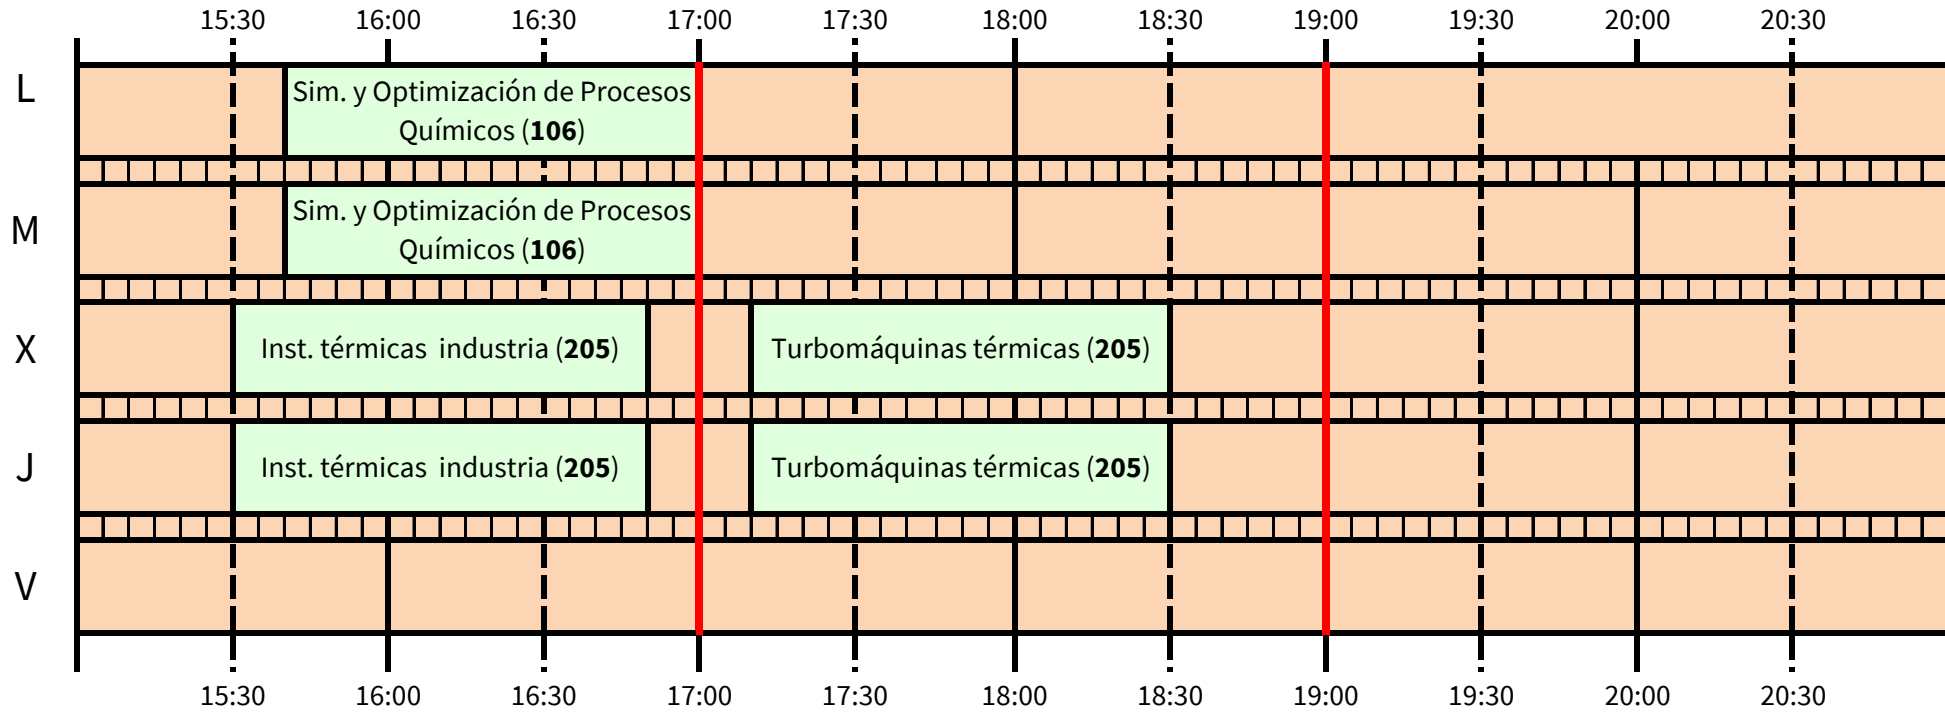 15:30 16:00 16:30 17:00 17:30 18:00 18:30 19:00 19:30 20:00 20:30
L
Sim. y Optimización de Procesos
Químicos (106)
M
Sim. y Optimización de Procesos
Químicos (106)
X
Inst. térmicas industria (205)
Turbomáquinas térmicas (205)
J
Inst. térmicas industria (205)
Turbomáquinas térmicas (205)
V
15:30 16:00 16:30 17:00 17:30 18:00 18:30 19:00 19:30 20:00 20:30